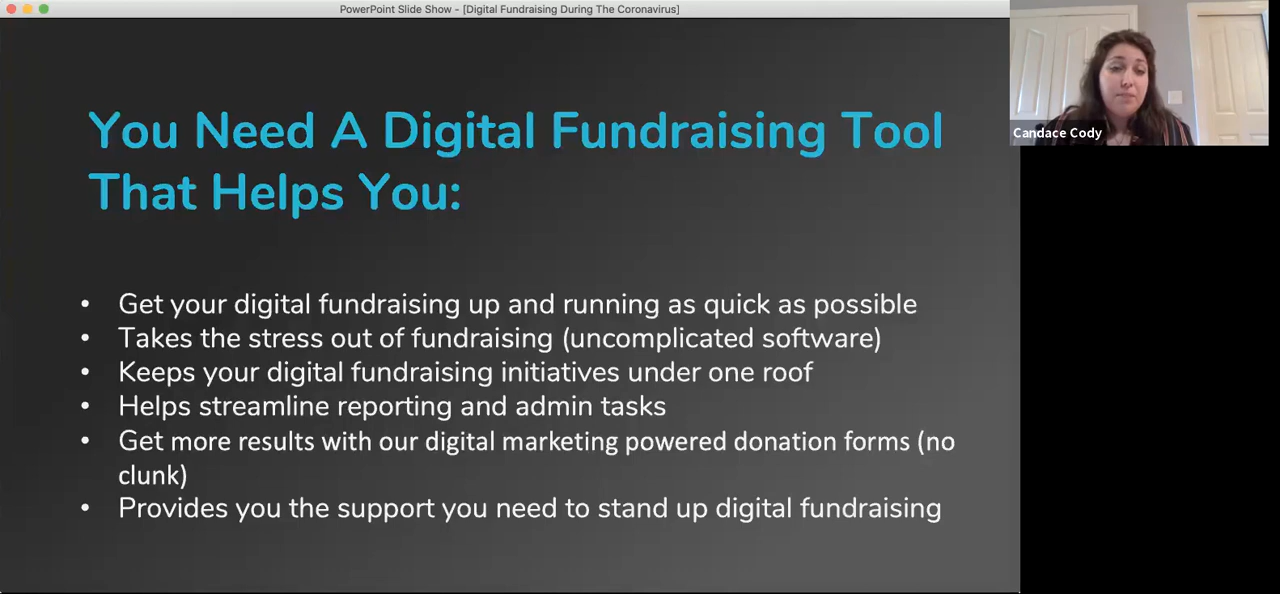 PowerPoint Slide Show - [Digital Fundraising During The Coronavirus]
Candace Cody
You Need A Digital Fundraising Tool
That Helps You:
• Get your digital fundraising up and running as quick as possible
• Takes the stress out of fundraising (uncomplicated software)
• Keeps your digital fundraising initiatives under one roof
• Helps streamline reporting and admin tasks
• Get more results with our digital marketing powered donation forms (no
clunk)
• Provides you the support you need to stand up digital fundraising